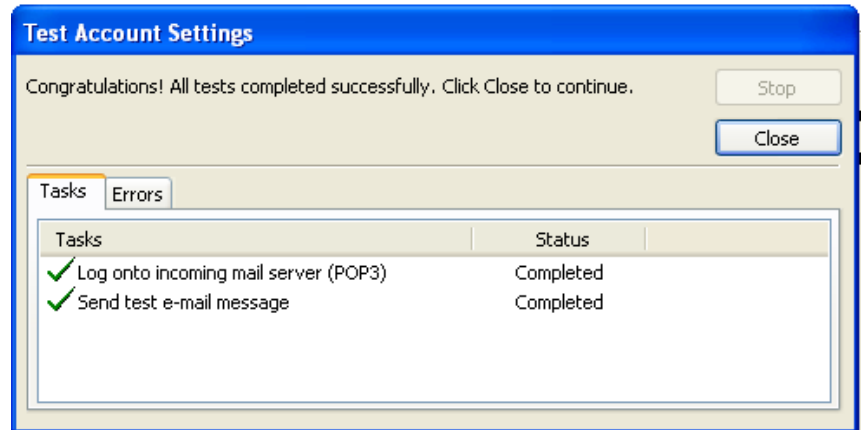 Test Account Settings
Congratulations! All tests completed successfully. Click Close to continue.
Stop
Close
Tasks Errors
Tasks Status
Log onto incoming mail server (POP3) Completed
Send test e-mail message Completed